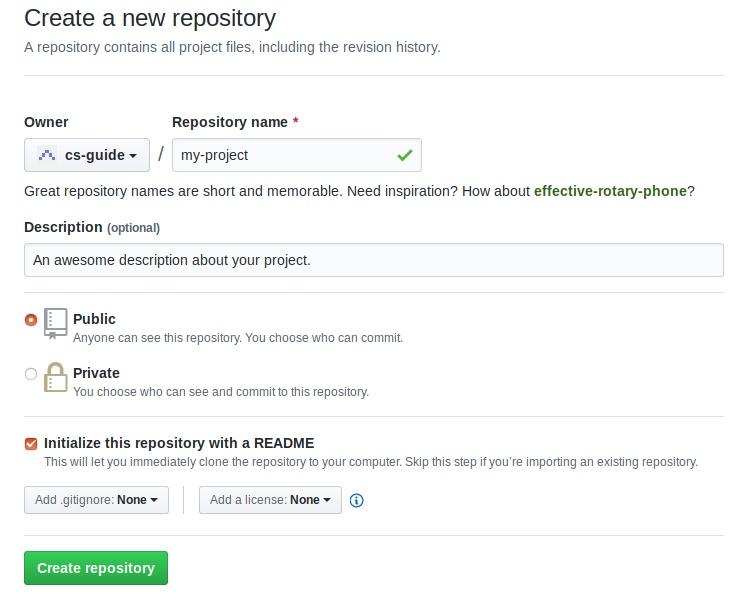 Create a new repository
A repository contains all project files, including the revision history.
Owner Repository name *
cs-guide / my-project
Great repository names are short and memorable. Need inspiration? How about effective-rotary-phone?
Description (optional)
An awesome description about your project.
Public
Anyone can see this repository. You choose who can commit.
Private
You choose who can see and commit to this repository.
Initialize this repository with a README
This will let you immediately clone the repository to your computer. Skip this step if you’re importing an existing repository.
Add .gitignore: None Add a license: None
Create repository